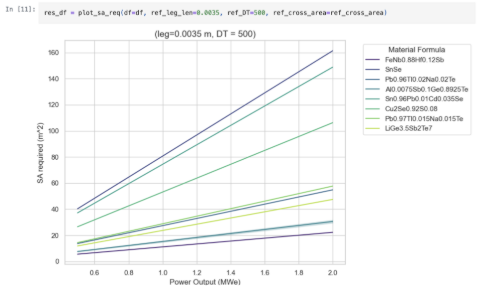 In [11]: res_df = plot_sa_req(df=df, ref_leg_len=0.0035, ref_DT=500, ref_cross_area=ref_cross_area)
(leg=0.0035 m, DT = 500)
Material Formula
FeNb0.88Hf0.12Sb
SnSe
Pb0.96Tl0.02Na0.02Te
Al0.0075Sb0.1Ge0.8925Te
Sn0.96Pb0.01Cd0.03Se
Cu2Se0.92S0.08
Pb0.97Tl0.015Na0.015Te
LiGe3.5Sb2Te7
SA required (m^2)
160
140
120
100
80
60
40
20
0
0.6 0.8 1.0 1.2 1.4 1.6 1.8 2.0
Power Output (MWe)